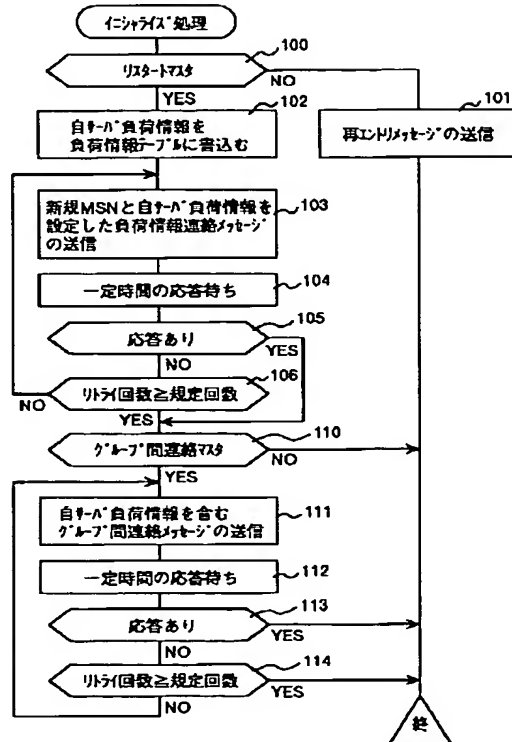 イニシャライズ処理
100
リスタートマスタ
NO
YES
102
101
自サーバ負荷情報を
負荷情報テーブルに書込む
再エントリメッセージの送信
新規MSNと自サーバ負荷情報を
設定した負荷情報連絡メッセージ
の送信
103
一定時間の応答待ち
104
105
応答あり
YES
NO
106
リトライ回数≧規定回数
NO
YES
110
グループ間連絡マスタ
NO
YES
自サーバ負荷情報を含む
グループ間連絡メッセージの送信
111
一定時間の応答待ち
112
113
応答あり
YES
NO
114
リトライ回数≧規定回数
YES
NO
終